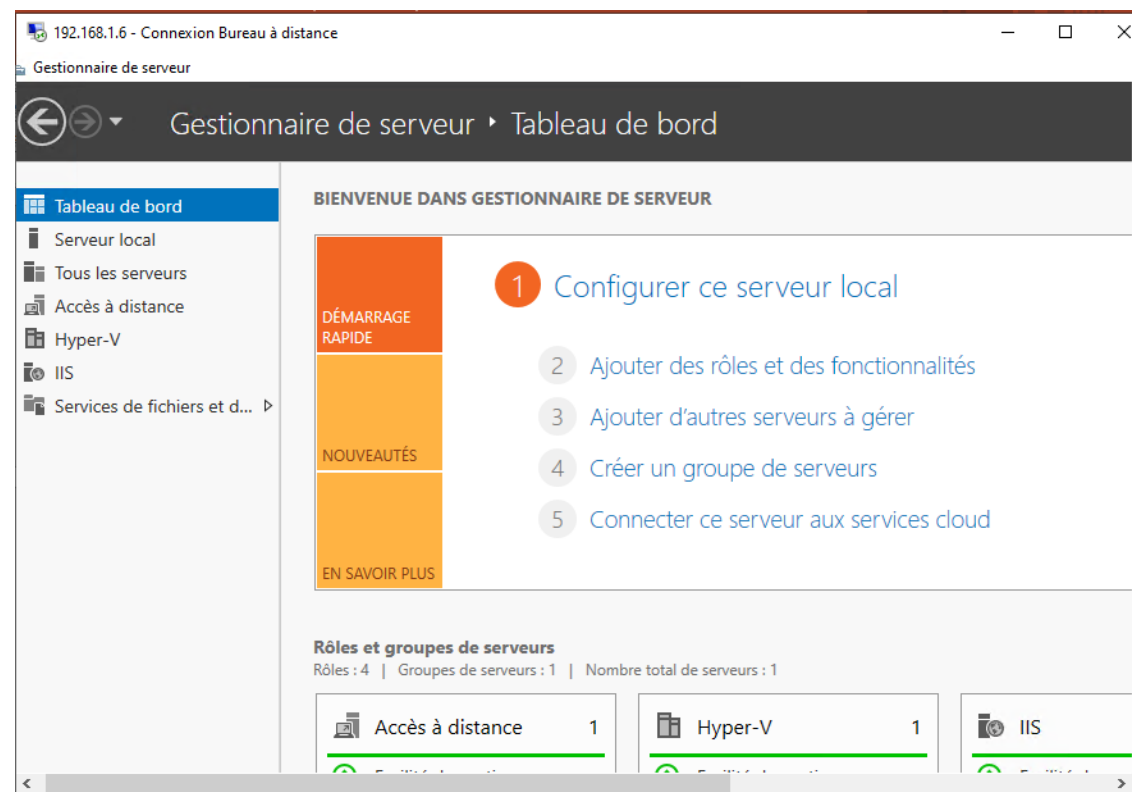 192.168.1.6 - Connexion Bureau à distance
Gestionnaire de serveur
Gestionnaire de serveur ‣ Tableau de bord
Tableau de bord
Serveur local
Tous les serveurs
Accès à distance
Hyper-V
IIS
Services de fichiers et d...
BIENVENUE DANS GESTIONNAIRE DE SERVEUR
DÉMARRAGE
RAPIDE
NOUVEAUTÉS
EN SAVOIR PLUS
1 Configurer ce serveur local
2 Ajouter des rôles et des fonctionnalités
3 Ajouter d'autres serveurs à gérer
4 Créer un groupe de serveurs
5 Connecter ce serveur aux services cloud
Rôles et groupes de serveurs
Rôles : 4 | Groupes de serveurs : 1 | Nombre total de serveurs : 1
Accès à distance 1
Hyper-V 1
IIS